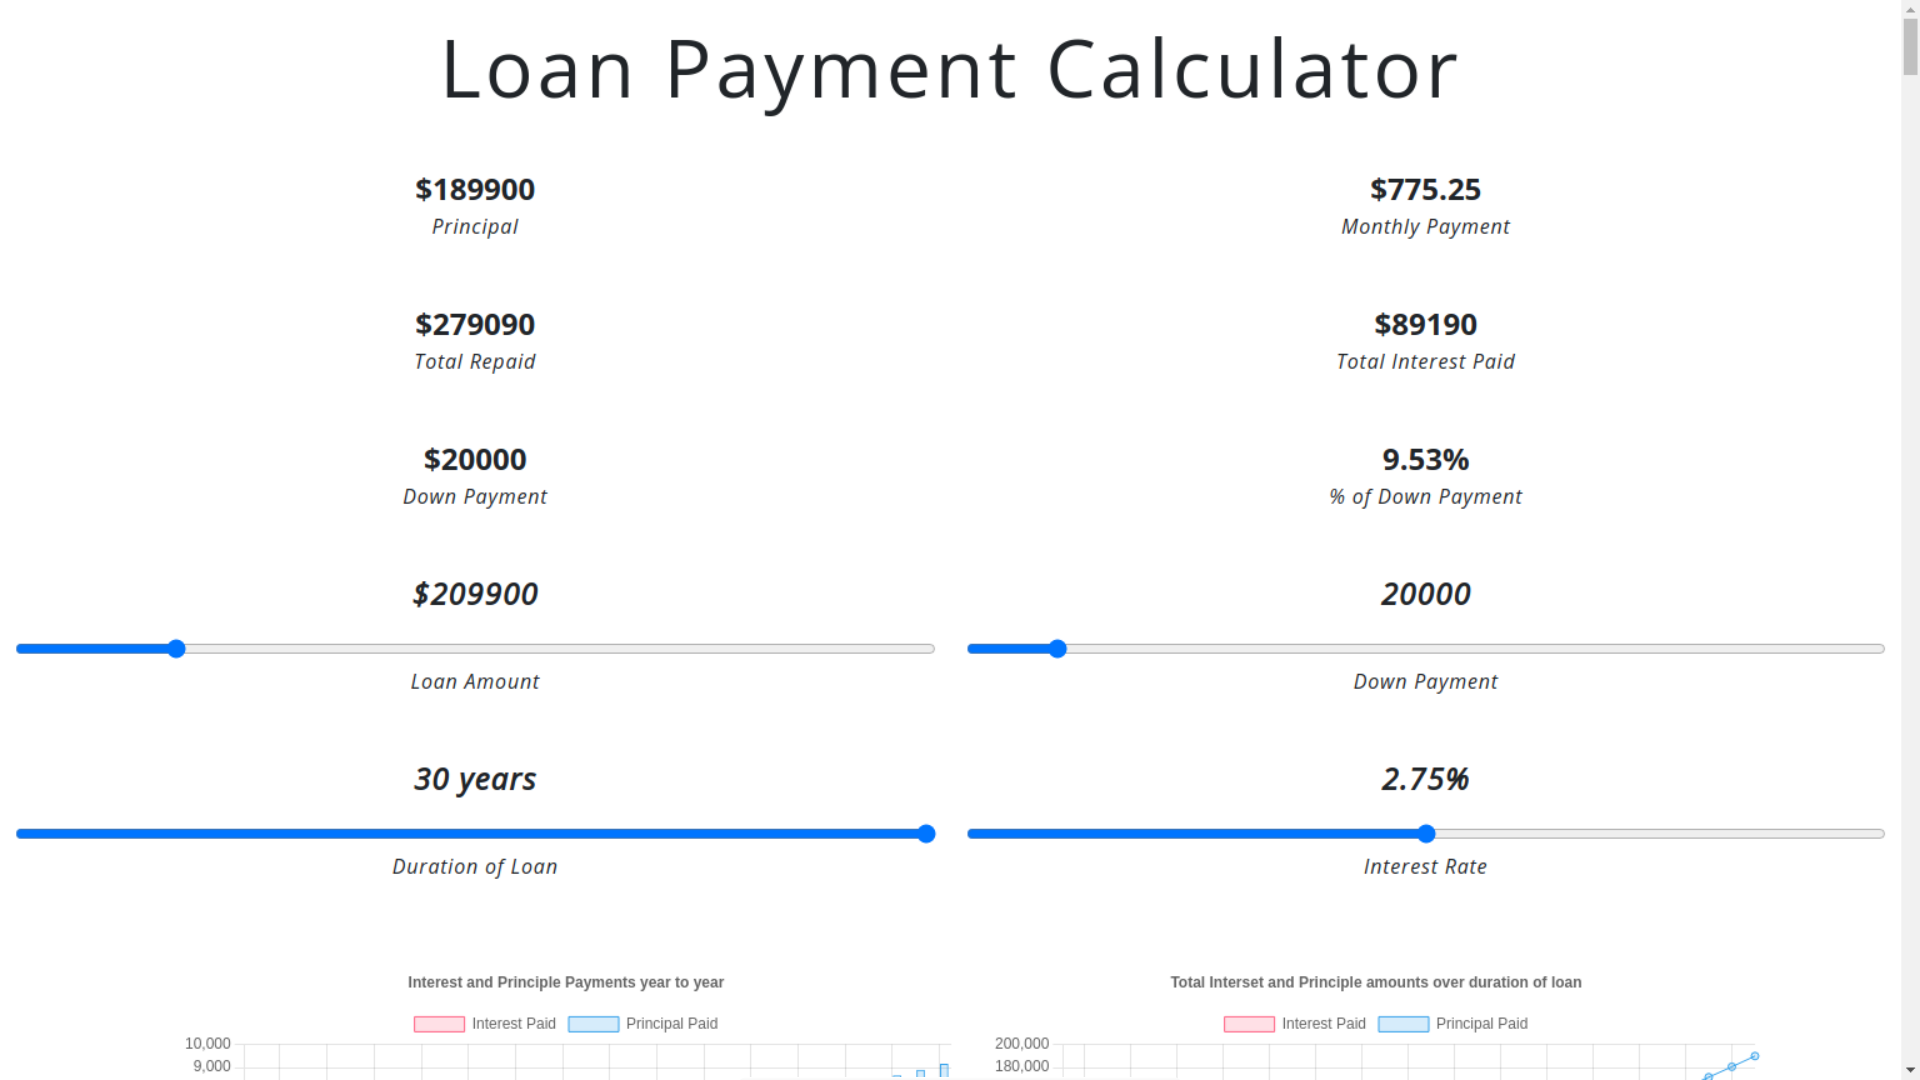 Loan Payment Calculator
$189900
Principal
$775.25
Monthly Payment
$279090
Total Repaid
$89190
Total Interest Paid
$20000
Down Payment
9.53%
% of Down Payment
$209900
Loan Amount
20000
Down Payment
30 years
Duration of Loan
2.75%
Interest Rate
Interest and Principle Payments year to year
Interest Paid
Principal Paid
10,000
9,000
Total Interset and Principle amounts over duration of loan
Interest Paid
Principal Paid
200,000
180,000